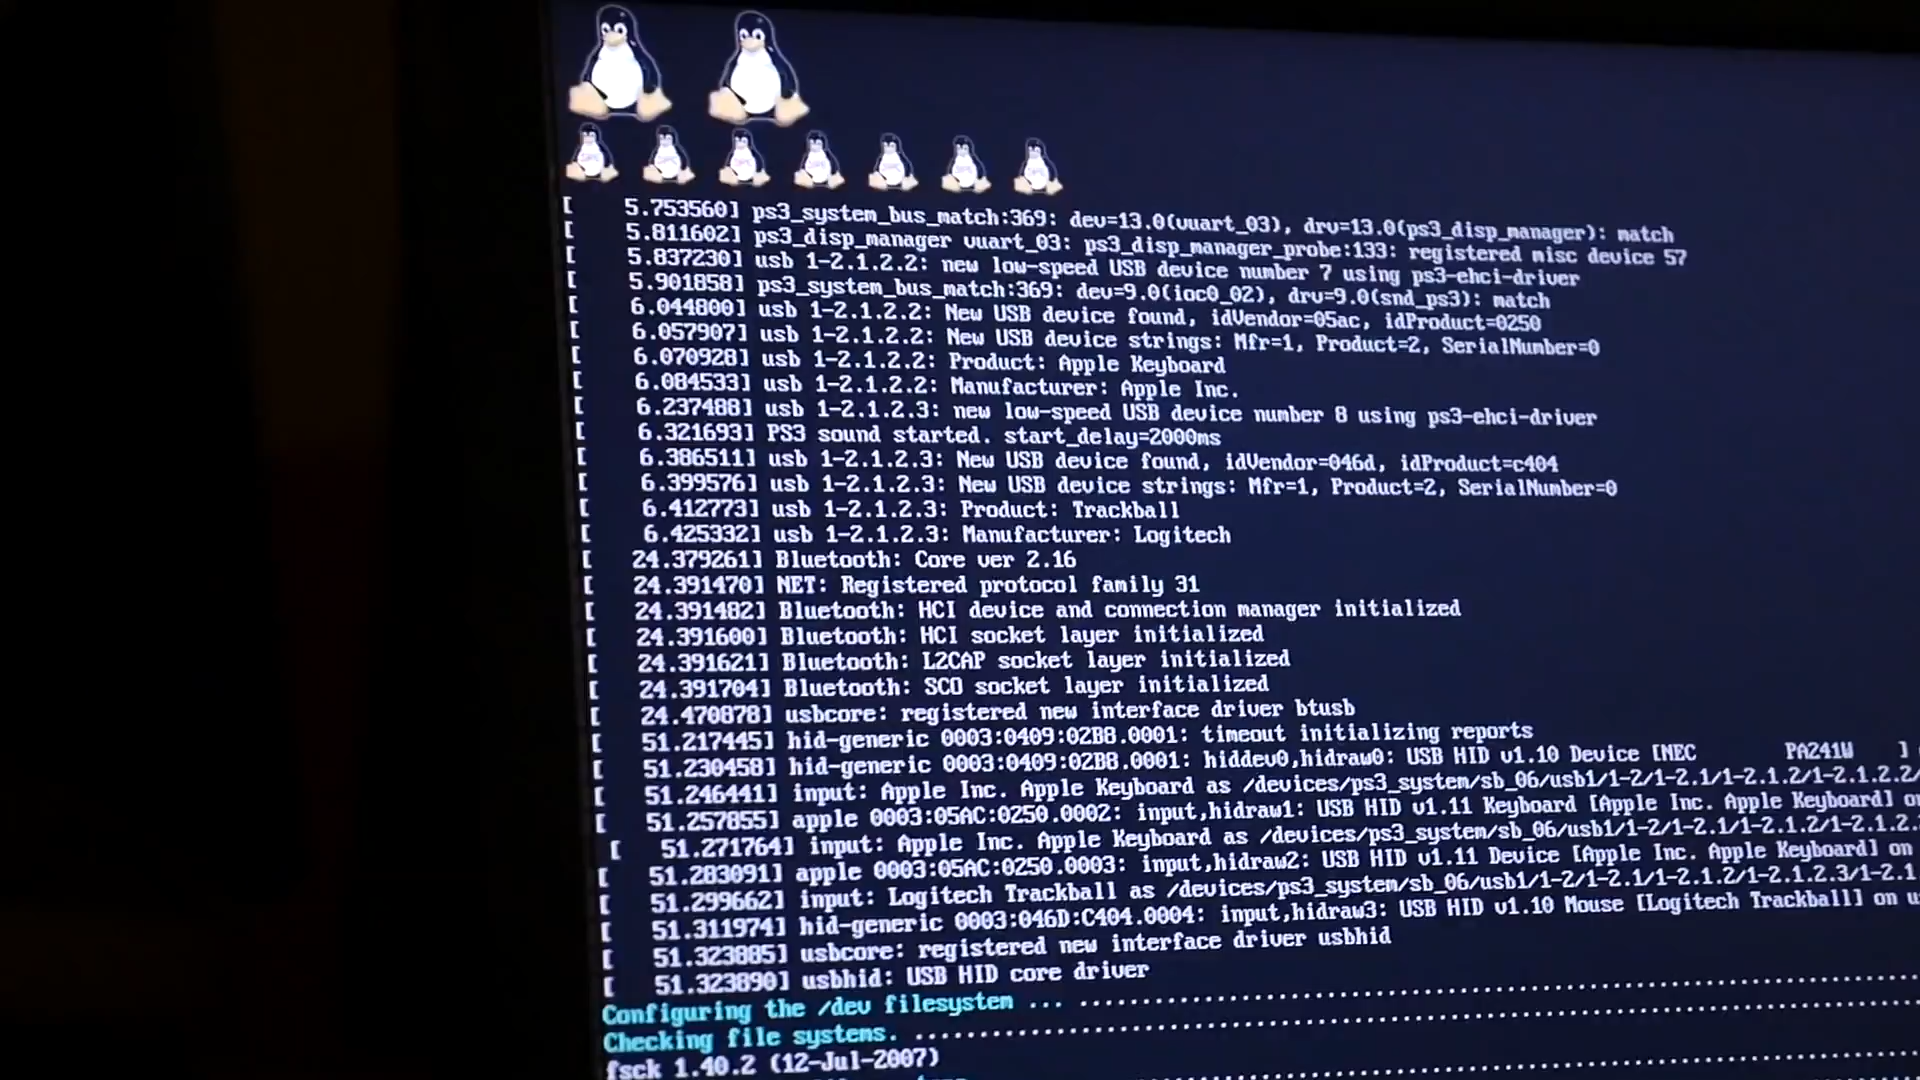 [    5.753560] ps3_system_bus_match:369: dev=13.0(vuart_03), drv=13.0(ps3_disp_manager): match
[    5.811602] ps3_disp_manager vuart_03: ps3_disp_manager_probe:133: registered misc device 57
[    5.837230] usb 1-2.1.2.2: new low-speed USB device number 7 using ps3-ehci-driver
[    5.901858] ps3_system_bus_match:369: dev=9.0(ioc0_02), drv=9.0(snd_ps3): match
[    6.044800] usb 1-2.1.2.2: New USB device found, idVendor=05ac, idProduct=0250
[    6.057907] usb 1-2.1.2.2: New USB device strings: Mfr=1, Product=2, SerialNumber=0
[    6.070928] usb 1-2.1.2.2: Product: Apple Keyboard
[    6.084533] usb 1-2.1.2.2: Manufacturer: Apple Inc.
[    6.237488] usb 1-2.1.2.3: new low-speed USB device number 8 using ps3-ehci-driver
[    6.321693] PS3 sound started. start_delay=2000ms
[    6.386511] usb 1-2.1.2.3: New USB device found, idVendor=046d, idProduct=c404
[    6.399576] usb 1-2.1.2.3: New USB device strings: Mfr=1, Product=2, SerialNumber=0
[    6.412773] usb 1-2.1.2.3: Product: Trackball
[    6.425332] usb 1-2.1.2.3: Manufacturer: Logitech
[   24.379261] Bluetooth: Core ver 2.16
[   24.391470] NET: Registered protocol family 31
[   24.391482] Bluetooth: HCI device and connection manager initialized
[   24.391600] Bluetooth: HCI socket layer initialized
[   24.391621] Bluetooth: L2CAP socket layer initialized
[   24.391704] Bluetooth: SCO socket layer initialized
[   24.470878] usbcore: registered new interface driver btusb
[   51.217445] hid-generic 0003:0409:02B8.0001: timeout initializing reports
[   51.230458] hid-generic 0003:0409:02B8.0001: hiddev0,hidraw0: USB HID v1.10 Device [NEC        PA241W    ]
[   51.246441] input: Apple Inc. Apple Keyboard as /devices/ps3_system/sb_06/usb1/1-2/1-2.1/1-2.1.2/1-2.1.2.2/
[   51.257855] apple 0003:05AC:0250.0002: input,hidraw1: USB HID v1.11 Keyboard [Apple Inc. Apple Keyboard] on
[   51.271764] input: Apple Inc. Apple Keyboard as /devices/ps3_system/sb_06/usb1/1-2/1-2.1/1-2.1.2/1-2.1.2.
[   51.283091] apple 0003:05AC:0250.0003: input,hidraw2: USB HID v1.11 Device [Apple Inc. Apple Keyboard] on
[   51.299662] input: Logitech Trackball as /devices/ps3_system/sb_06/usb1/1-2/1-2.1/1-2.1.2/1-2.1.2.3/1-2.1
[   51.311974] hid-generic 0003:046D:C404.0004: input,hidraw3: USB HID v1.10 Mouse [Logitech Trackball] on u
[   51.323885] usbcore: registered new interface driver usbhid
[   51.323890] usbhid: USB HID core driver
Configuring the /dev filesystem ...
Checking file systems.
fsck 1.40.2 (12-Jul-2007)